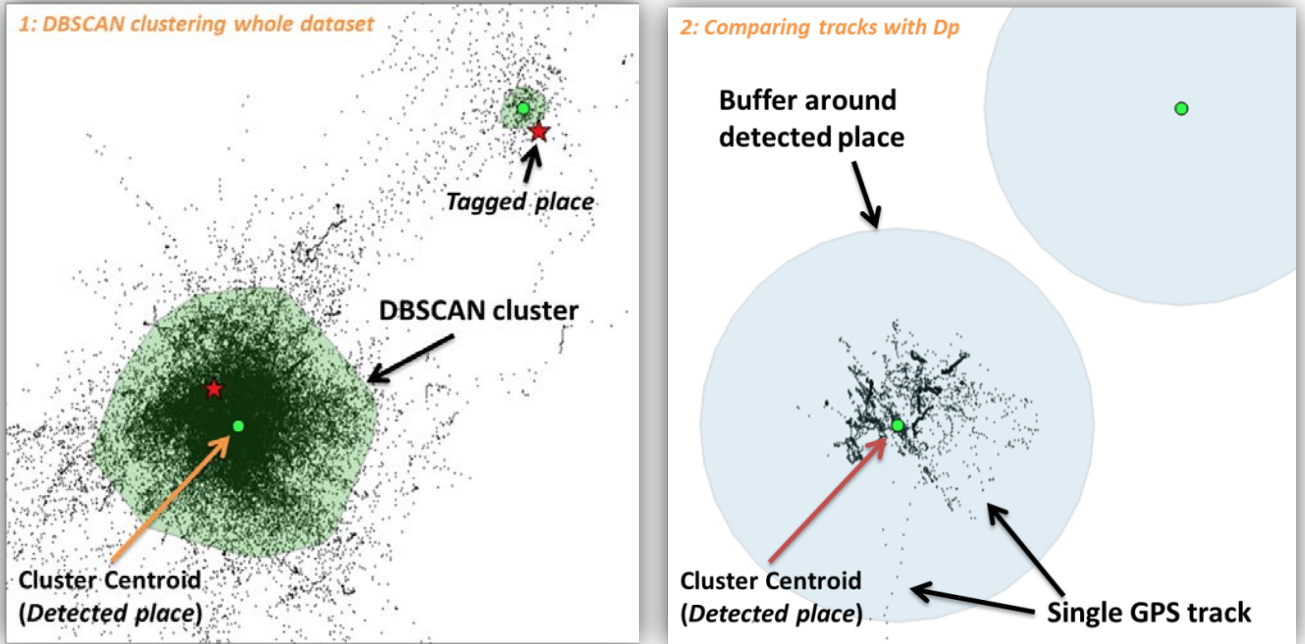 1: DBSCAN clustering whole dataset
Tagged place
DBSCAN cluster
Cluster Centroid
(Detected place)
2: Comparing tracks with Dp
Buffer around
detected place
Cluster Centroid
(Detected place)
Single GPS track